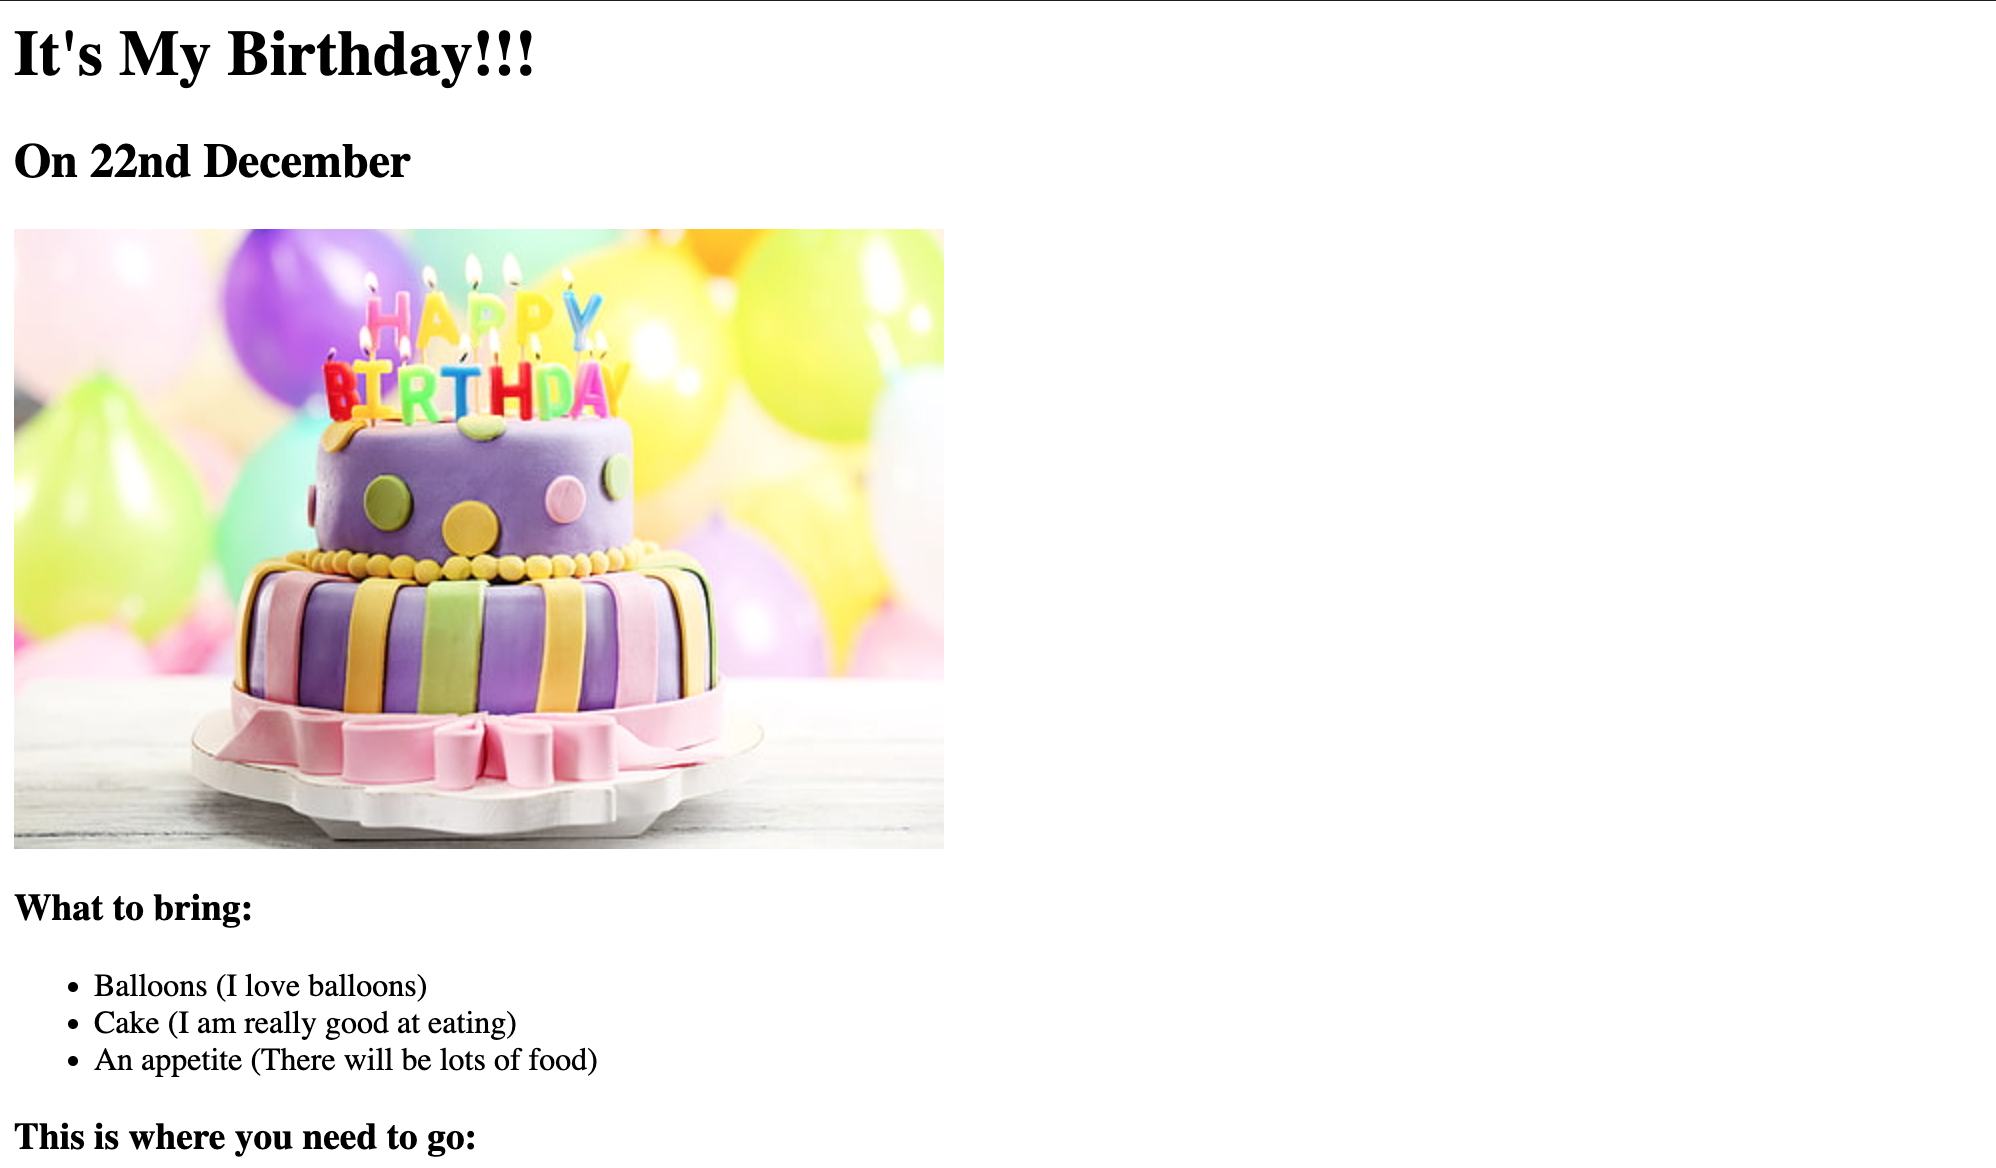 It's My Birthday!!!
On 22nd December
HAPPY
BIRTHDAY
What to bring:
Balloons (I love balloons)
Cake (I am really good at eating)
An appetite (There will be lots of food)
This is where you need to go: